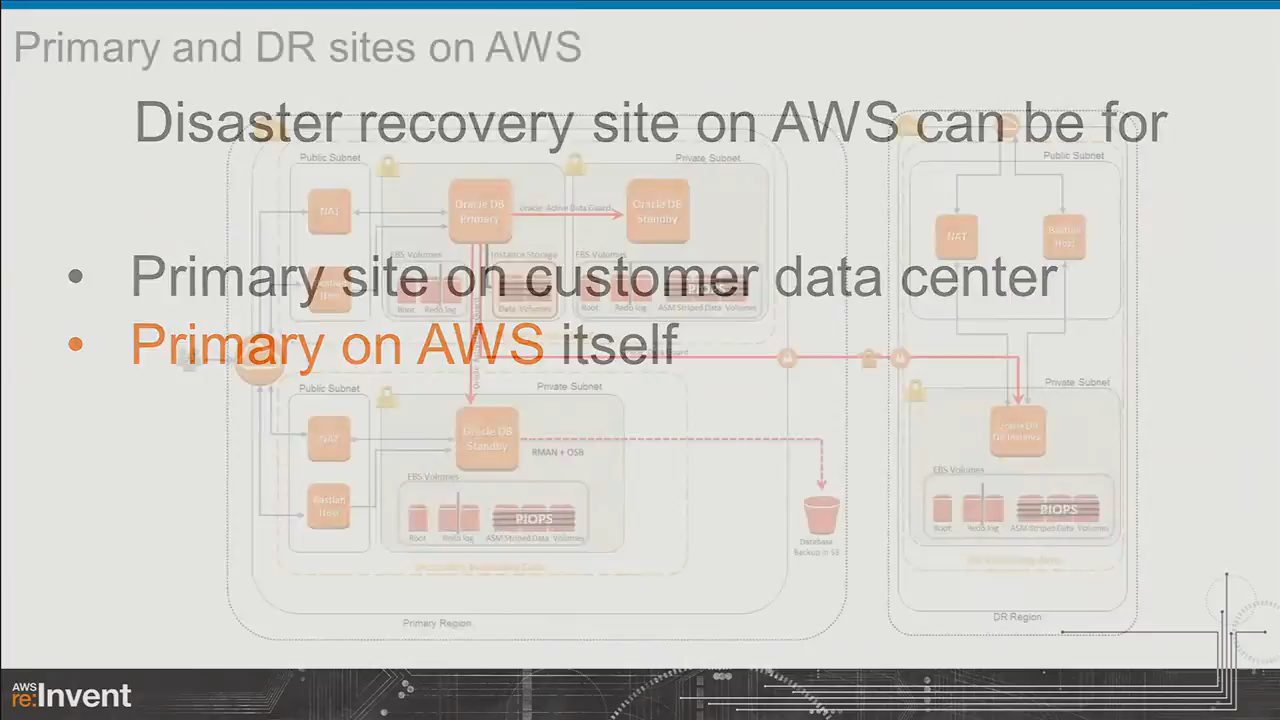 Primary and DR sites on AWS
Disaster recovery site on AWS can be for
Public Subnet
Private Subnet
Public Subnet
NAT
Oracle DB
Primary
Oracle Active Data Guard
Oracle DB
Standby
NAT
Bastian
Host
EBS Volumes
Instance Storage
EBS Volumes
• Primary site on customer data center
PIOPS
Root
Redo log
Data Volumes
Root
Redo log
ASM Striped Data Volumes
• Primary on AWS itself
Public Subnet
Private Subnet
Private Subnet
NAT
Oracle DB
Standby
RMAN + OSB
Oracle DB
EBS Volumes
EBS Volumes
Bastian
Host
PIOPS
PIOPS
Root
Redo log
ASM Striped Data Volumes
Root
Redo log
ASM Striped Data Volumes
Database
Backup in S3
Primary Region
DR Region
AWS
re:Invent